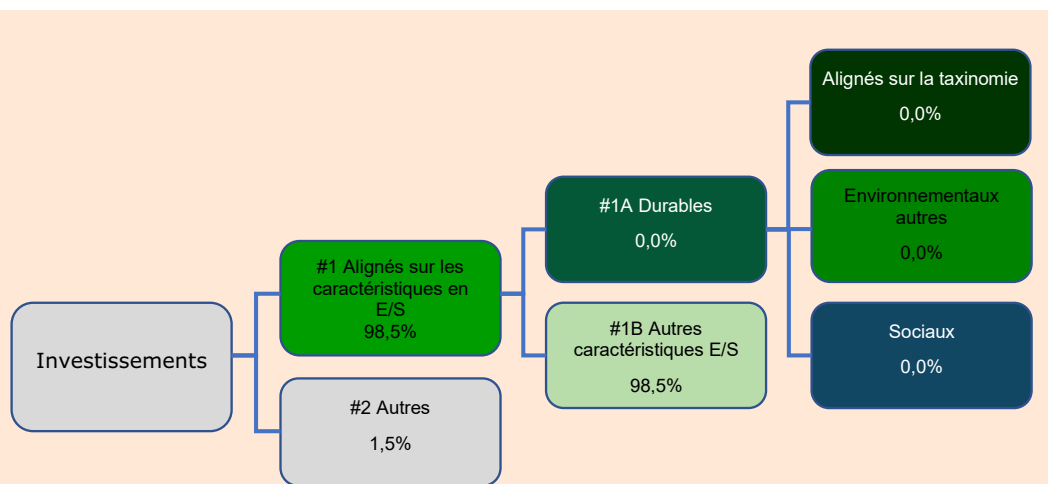 Investissements
#1 Alignés sur les
caractéristiques en
E/S
98,5%
#2 Autres
1,5%
#1A Durables
0,0%
#1B Autres
caractéristiques E/S
98,5%
Alignés sur la taxinomie
0,0%
Environnementaux
autres
0,0%
Sociaux
0,0%